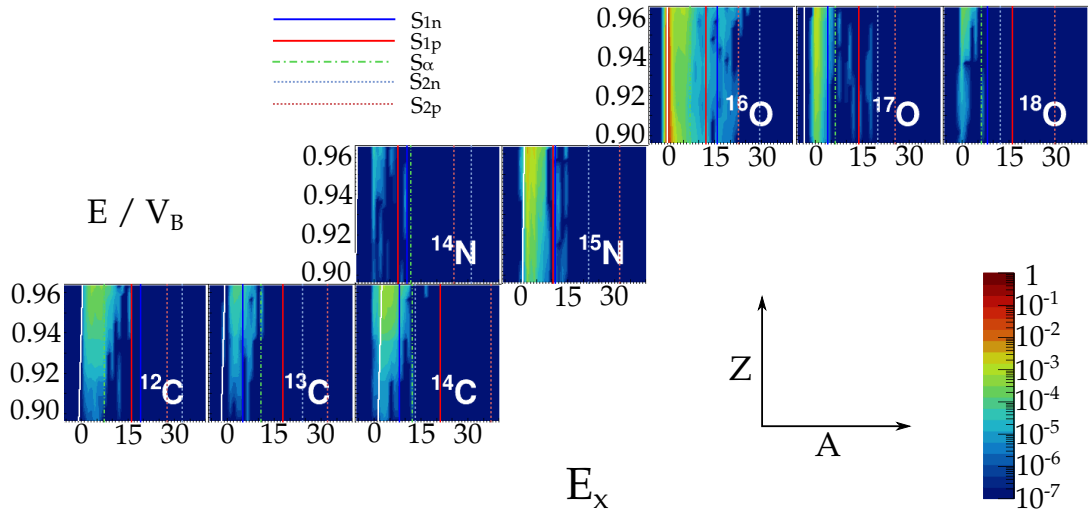 S1n
S1p
Sα
S2n
S2p
0.96
0.94
0.92
0.90
16O
17O
18O
0 15 30 0 15 30 0 15 30
0.96
0.94
0.92
0.90
14N
15N
0 15 30 0 15 30
E / VB
0.96
0.94
0.92
0.90
12C
13C
14C
0 15 30 0 15 30 0 15 30
Ex
Z
A
1
10-1
10-2
10-3
10-4
10-5
10-6
10-7